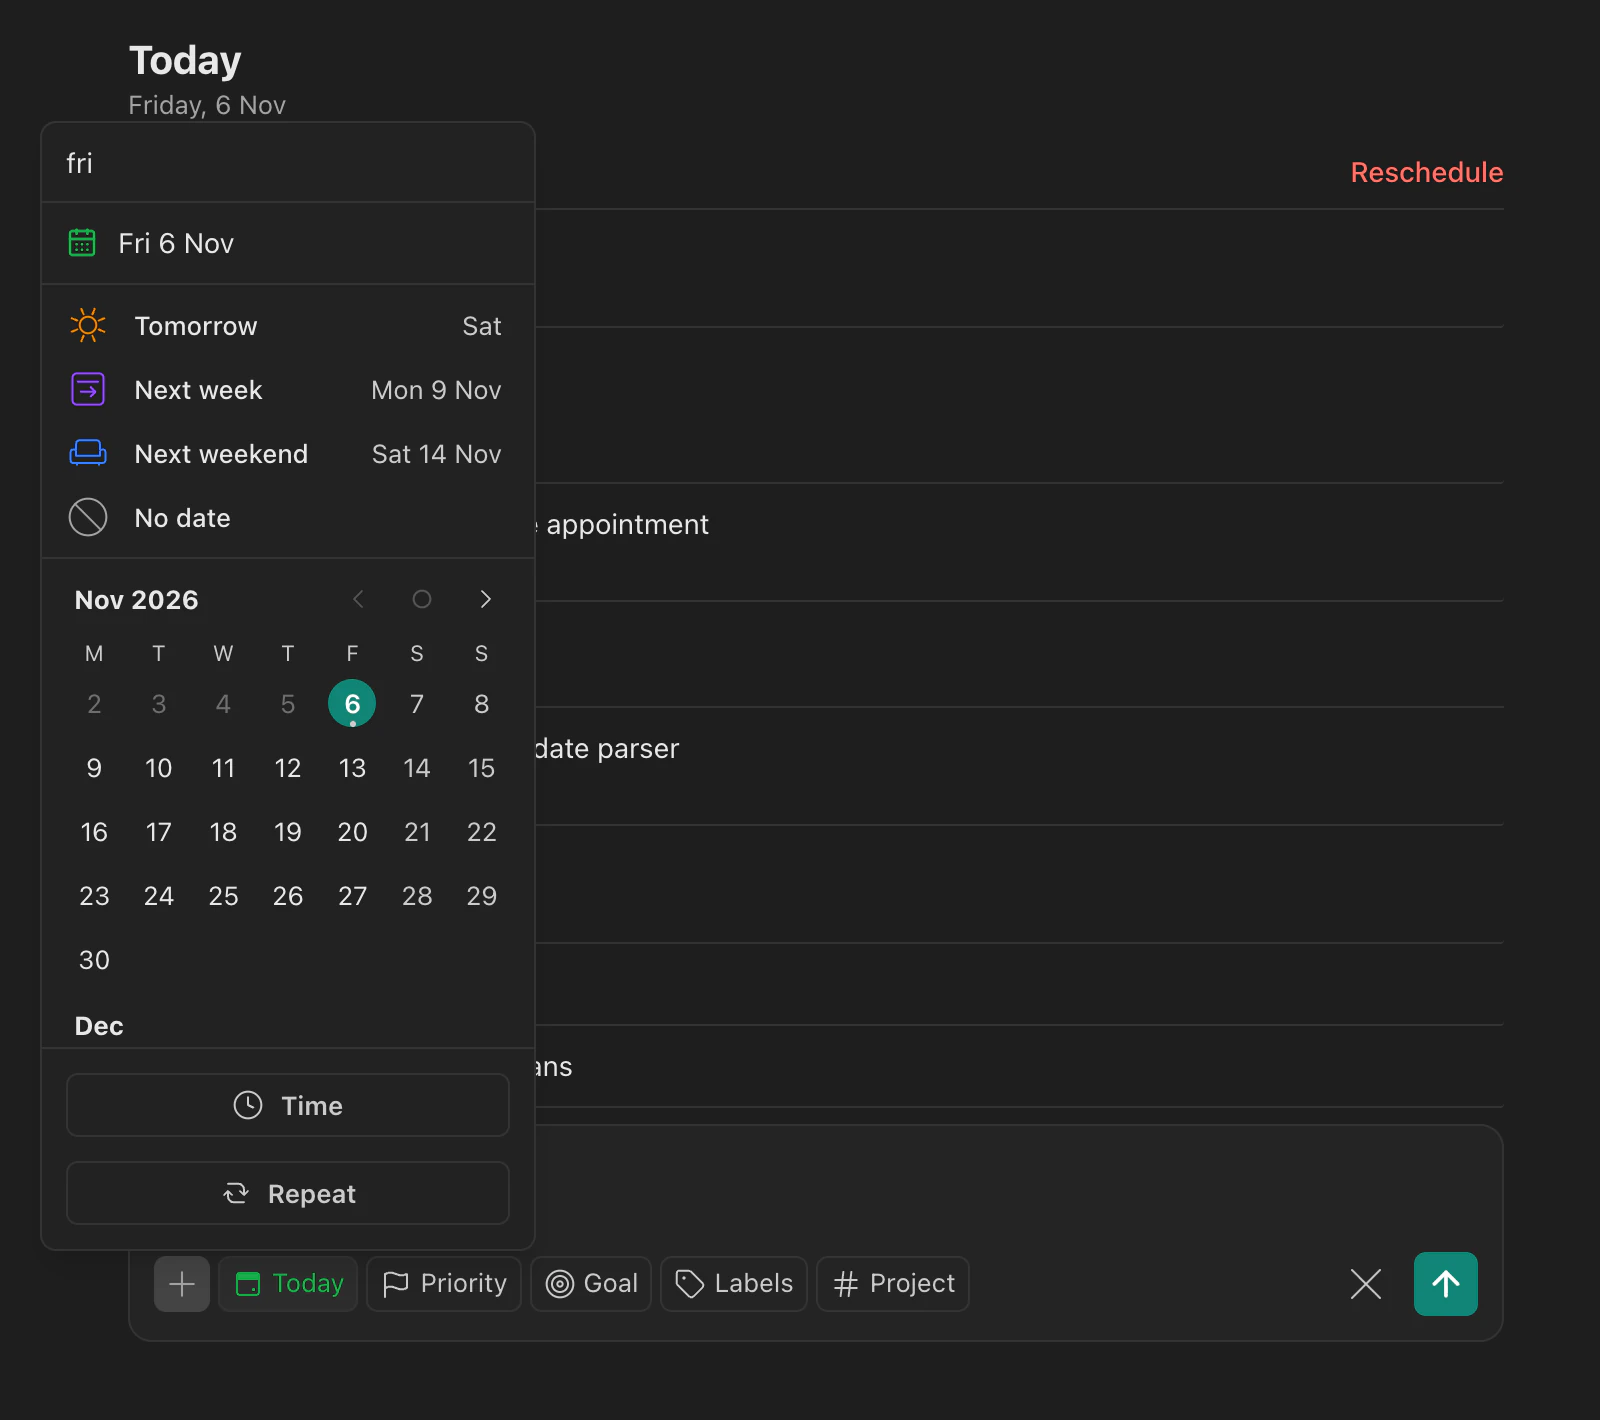 Today
Friday, 6 Nov
fri
Reschedule
Fri 6 Nov
Tomorrow Sat
Next week Mon 9 Nov
Next weekend Sat 14 Nov
No date
appointment
Nov 2026
M T W T F S S
2 3 4 5 6 7 8
9 10 11 12 13 14 15
16 17 18 19 20 21 22
23 24 25 26 27 28 29
30
date parser
Dec
Time
Repeat
Today Priority Goal Labels # Project